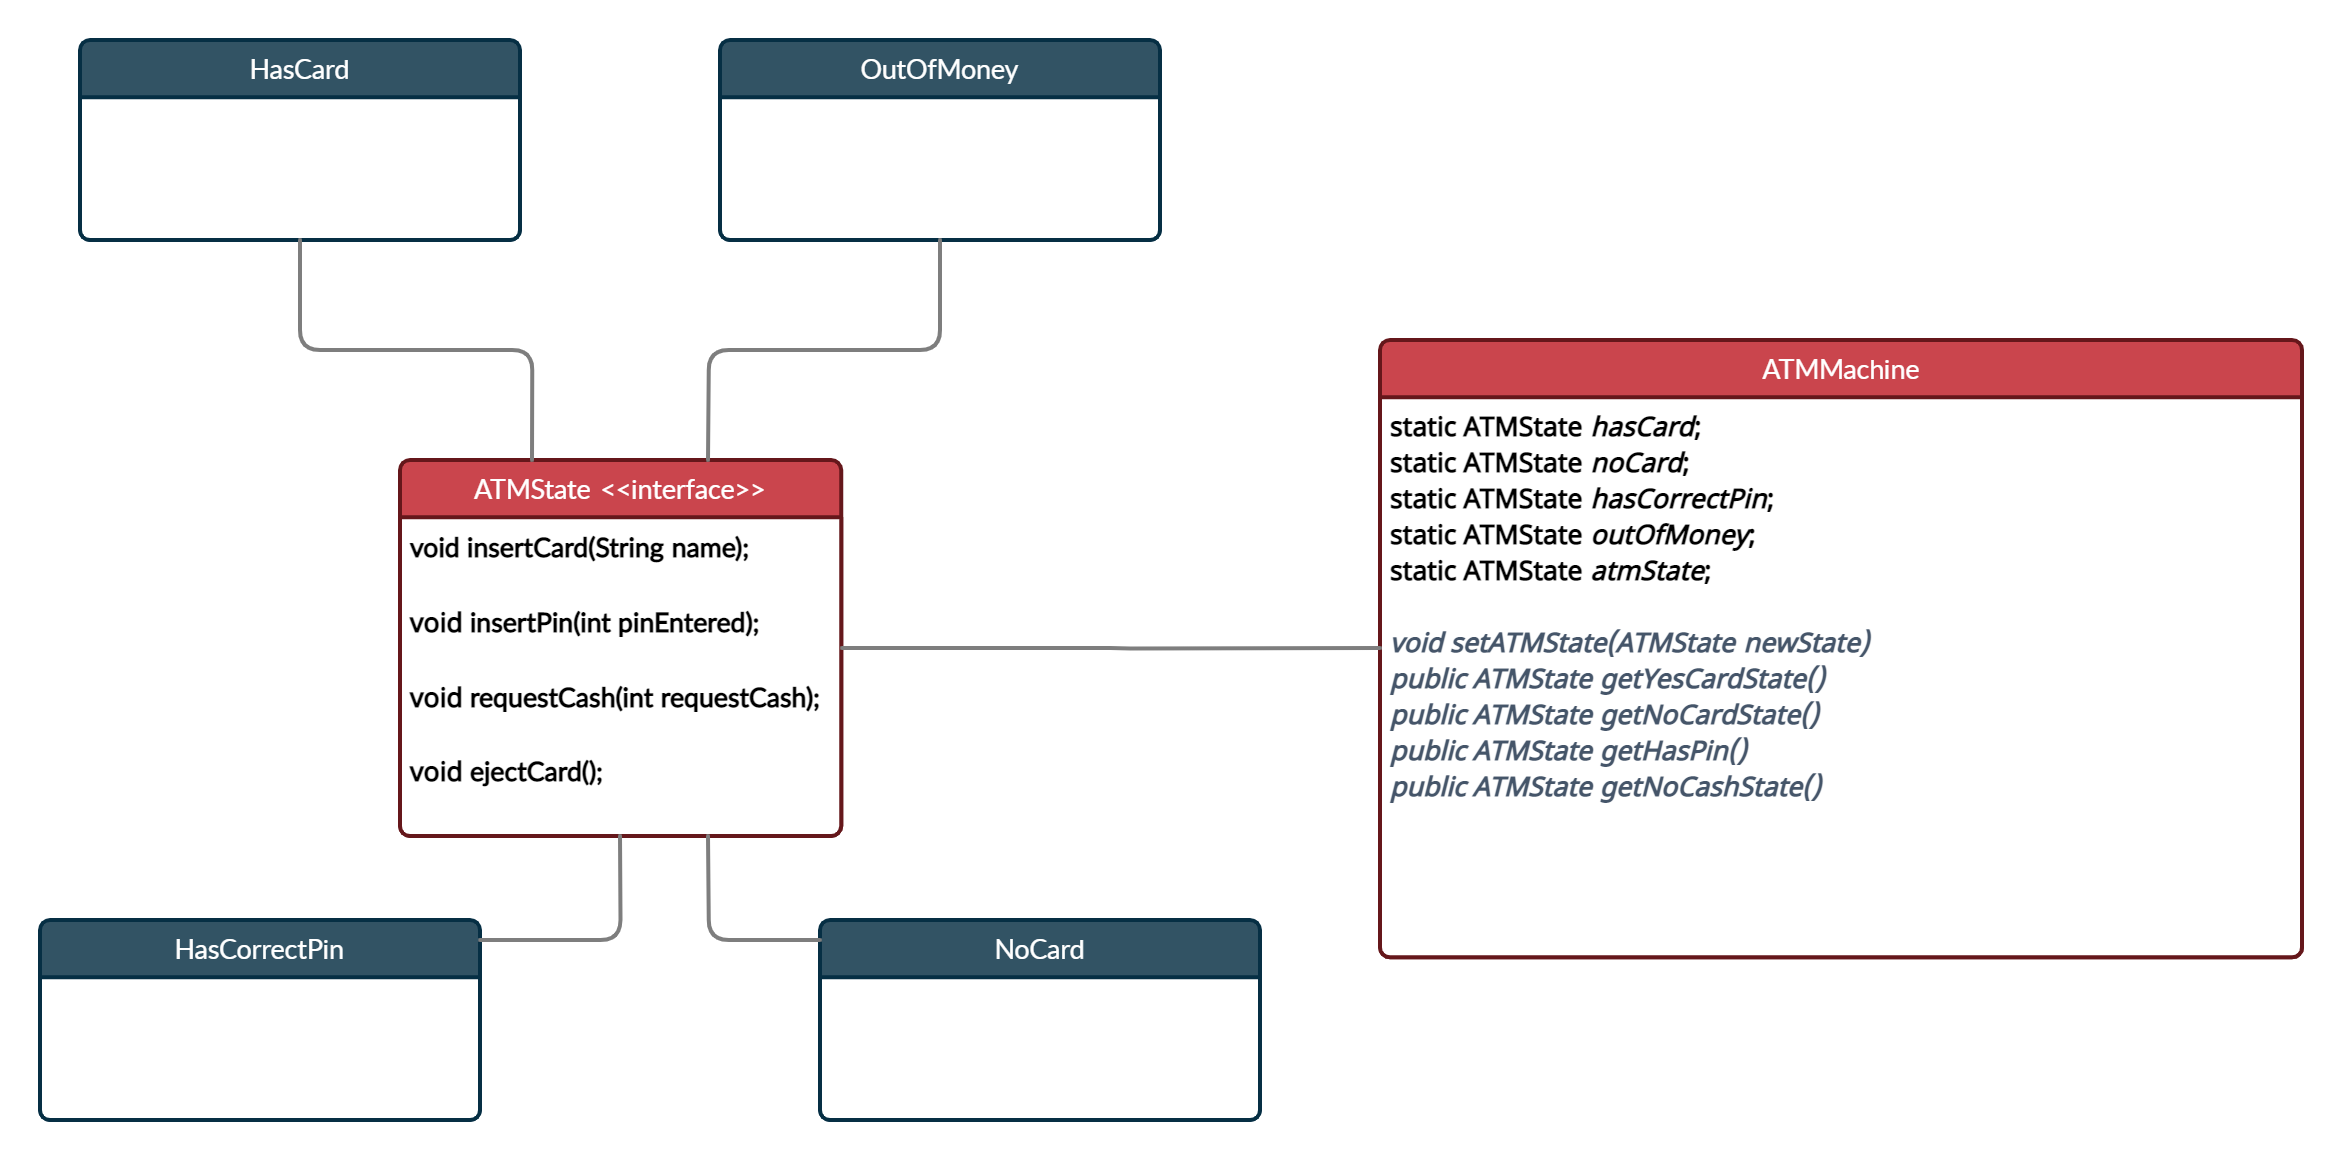 HasCard
OutOfMoney
ATMMachine
static ATMState hasCard;
static ATMState noCard;
static ATMState hasCorrectPin;
static ATMState outOfMoney;
static ATMState atmState;
void setATMState(ATMState newState)
public ATMState getYesCardState()
public ATMState getNoCardState()
public ATMState getHasPin()
public ATMState getNoCashState()
ATMState <<interface>>
void insertCard(String name);
void insertPin(int pinEntered);
void requestCash(int requestCash);
void ejectCard();
HasCorrectPin
NoCard